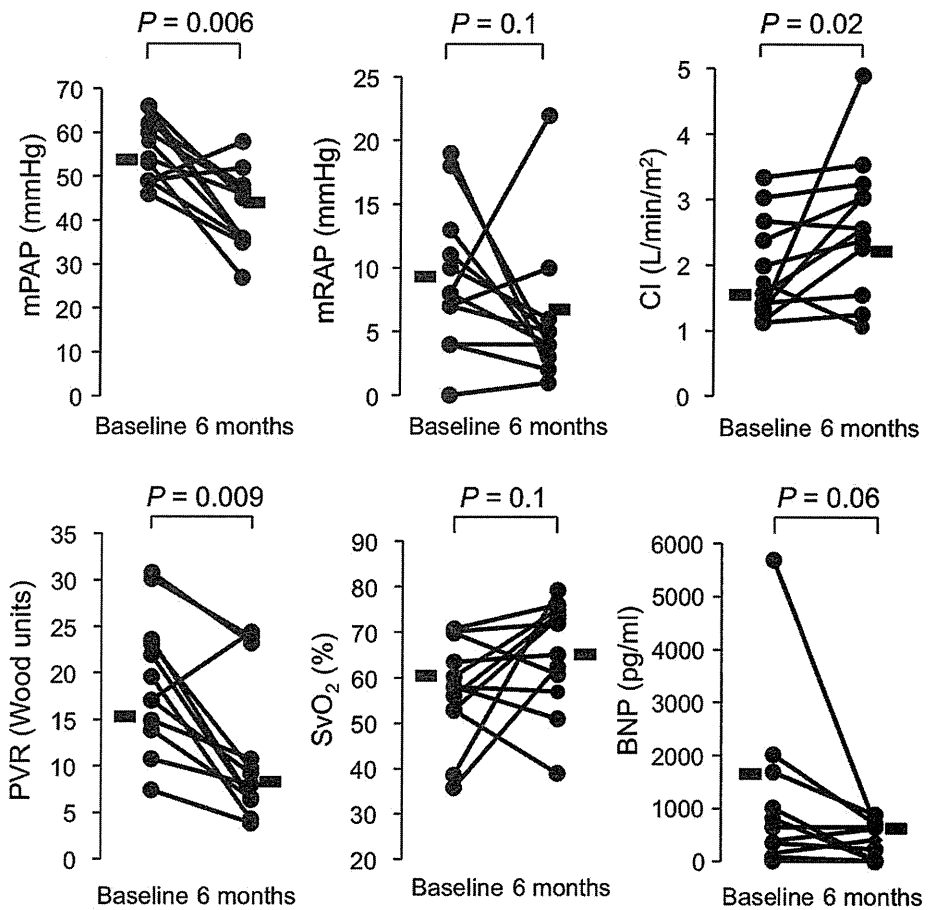 P = 0.006
mPAP (mmHg)
70
60
50
40
30
20
10
0
Baseline 6 months
P = 0.1
mRAP (mmHg)
25
20
15
10
5
0
Baseline 6 months
P = 0.02
CI (L/min/m²)
5
4
3
2
1
0
Baseline 6 months
P = 0.009
PVR (Wood units)
35
30
25
20
15
10
5
0
Baseline 6 months
P = 0.1
SvO₂ (%)
90
80
70
60
50
40
30
20
Baseline 6 months
P = 0.06
BNP (pg/ml)
6000
5000
4000
3000
2000
1000
0
Baseline 6 months